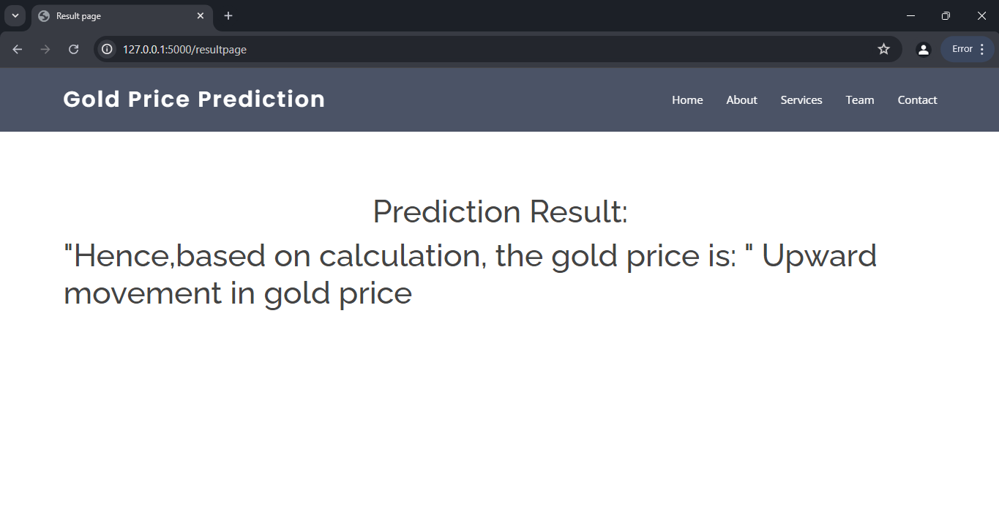 Result page
127.0.0.1:5000/resultpage
Error
Gold Price Prediction
Home About Services Team Contact
Prediction Result:
"Hence,based on calculation, the gold price is: " Upward
movement in gold price